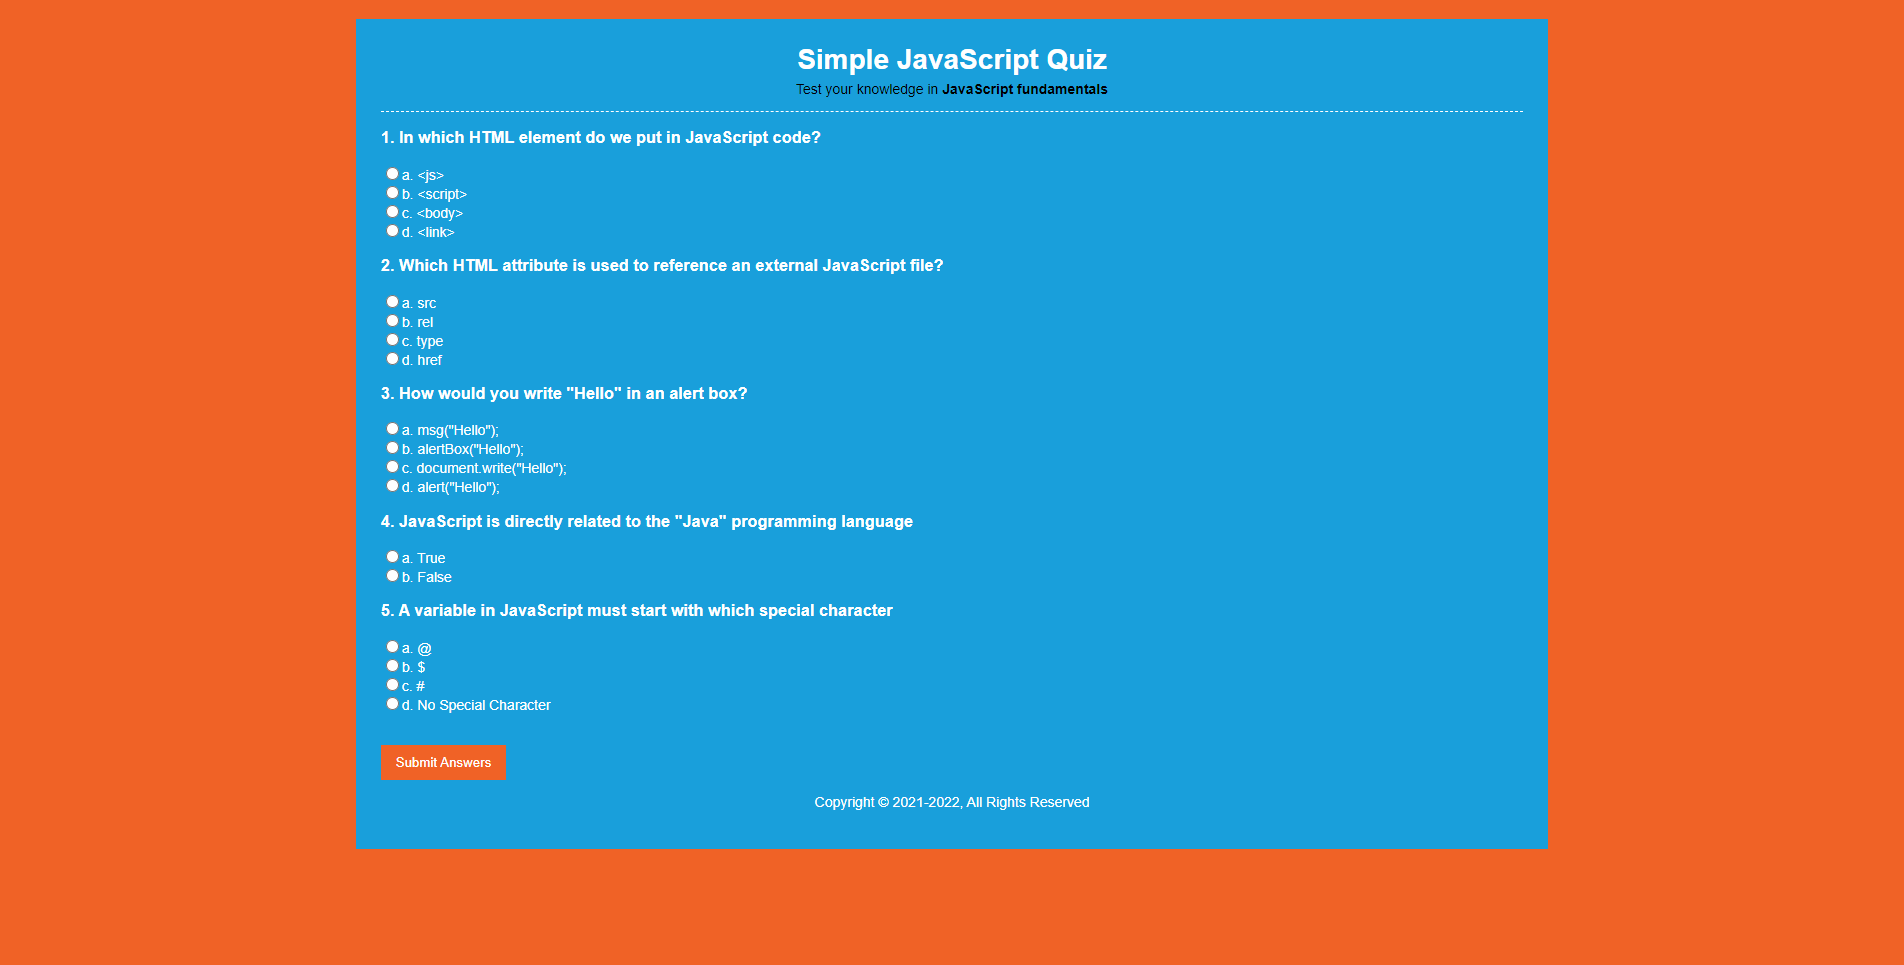 Simple JavaScript Quiz
Test your knowledge in JavaScript fundamentals
1. In which HTML element do we put in JavaScript code?
a. <js>
b. <script>
c. <body>
d. <link>
2. Which HTML attribute is used to reference an external JavaScript file?
a. src
b. rel
c. type
d. href
3. How would you write "Hello" in an alert box?
a. msg("Hello");
b. alertBox("Hello");
c. document.write("Hello");
d. alert("Hello");
4. JavaScript is directly related to the "Java" programming language
a. True
b. False
5. A variable in JavaScript must start with which special character
a. @
b. $
c. #
d. No Special Character
Submit Answers
Copyright © 2021-2022, All Rights Reserved